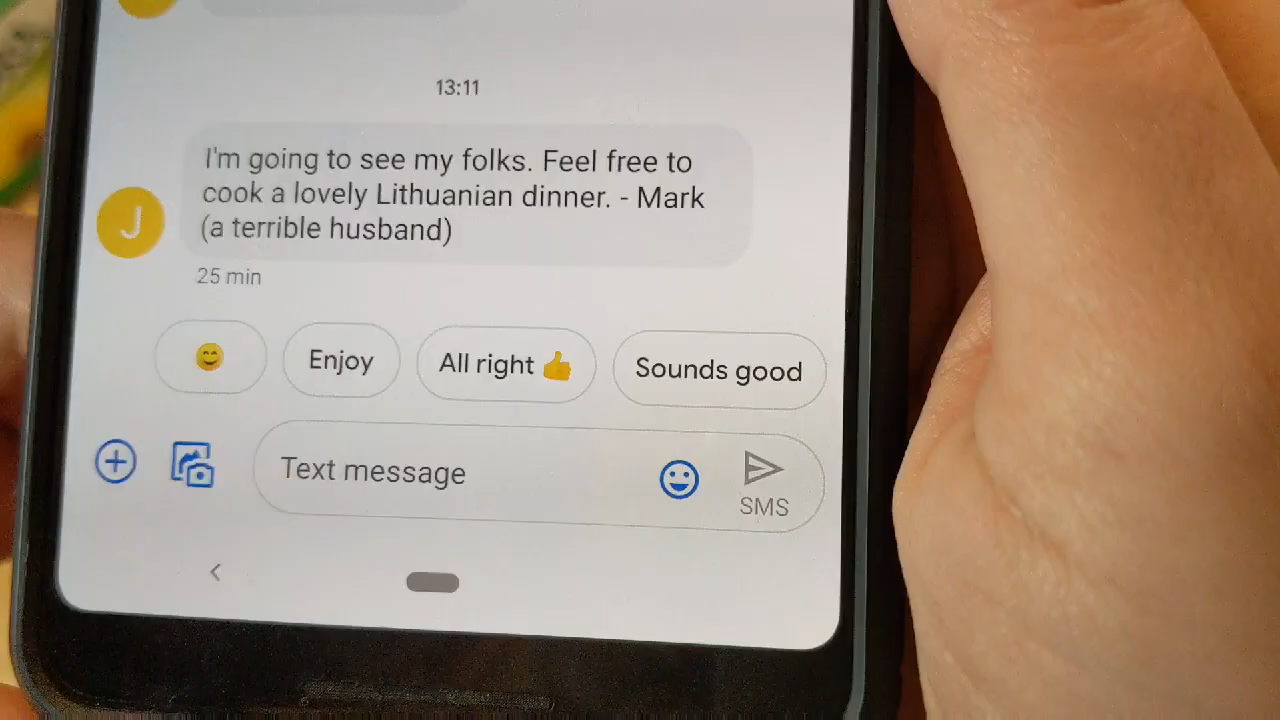 13:11
I'm going to see my folks. Feel free to
cook a lovely Lithuanian dinner. - Mark
(a terrible husband)
J
25 min
😊
Enjoy
All right 👍
Sounds good
Text message
SMS